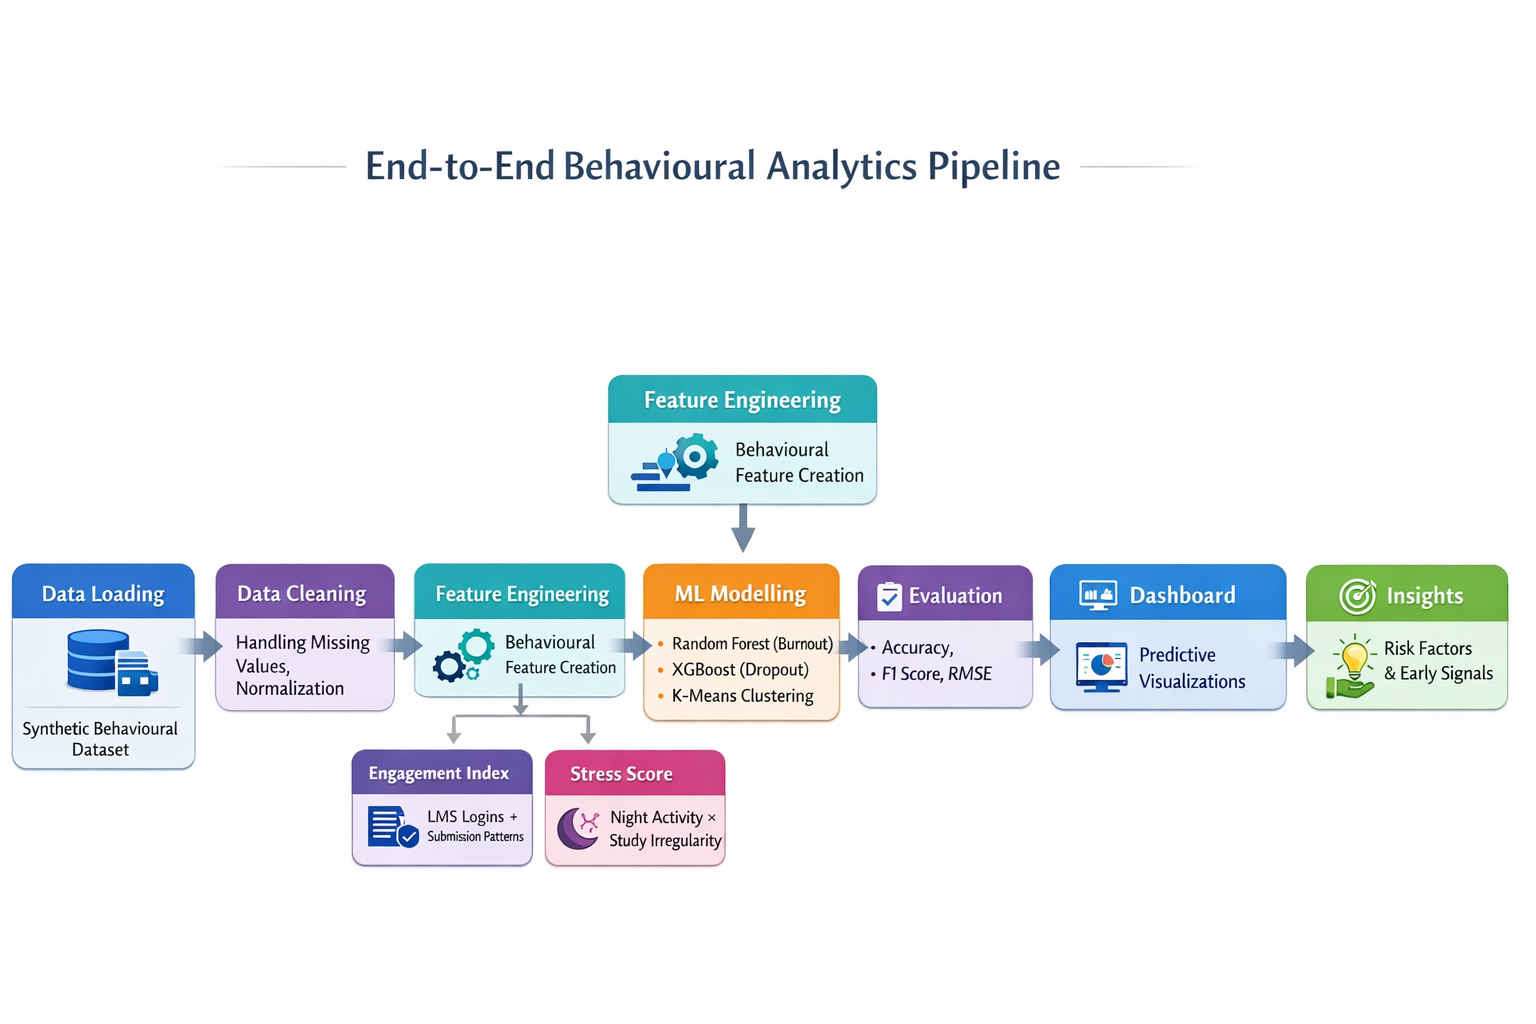 End-to-End Behavioural Analytics Pipeline
Feature Engineering
Behavioural
Feature Creation
Data Loading
Synthetic Behavioural
Dataset
Data Cleaning
Handling Missing
Values,
Normalization
Feature Engineering
Behavioural
Feature Creation
ML Modelling
• Random Forest (Burnout)
• XGBoost (Dropout)
• K-Means Clustering
Evaluation
• Accuracy,
• F1 Score, RMSE
Dashboard
Predictive
Visualizations
Insights
Risk Factors
& Early Signals
Engagement Index
LMS Logins +
Submission Patterns
Stress Score
Night Activity ×
Study Irregularity